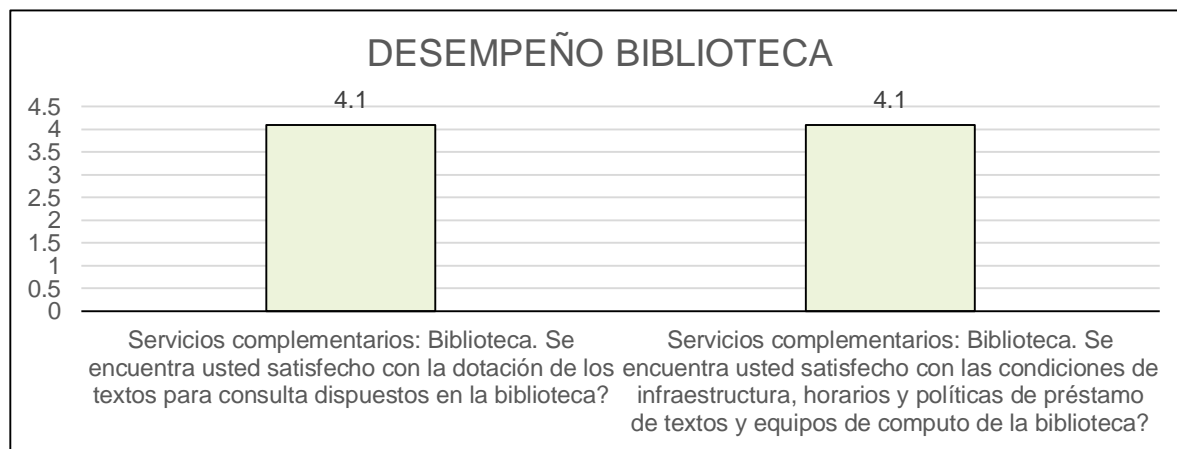 DESEMPEÑO BIBLIOTECA
4.1
4.1
4.5
4
3.5
3
2.5
2
1.5
1
0.5
0
Servicios complementarios: Biblioteca. Se
encuentra usted satisfecho con la dotación de los
textos para consulta dispuestos en la biblioteca?
Servicios complementarios: Biblioteca. Se
encuentra usted satisfecho con las condiciones de
infraestructura, horarios y políticas de préstamo
de textos y equipos de computo de la biblioteca?